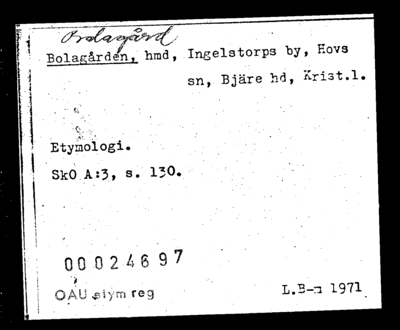 Bolagård
Bolagården, hmd, Ingelstorps by, Hovs
sn, Bjäre hd, Krist.l.
Etymologi.
SkO A:3, s. 130.
00024697
OAU etym reg
L.B-n 1971